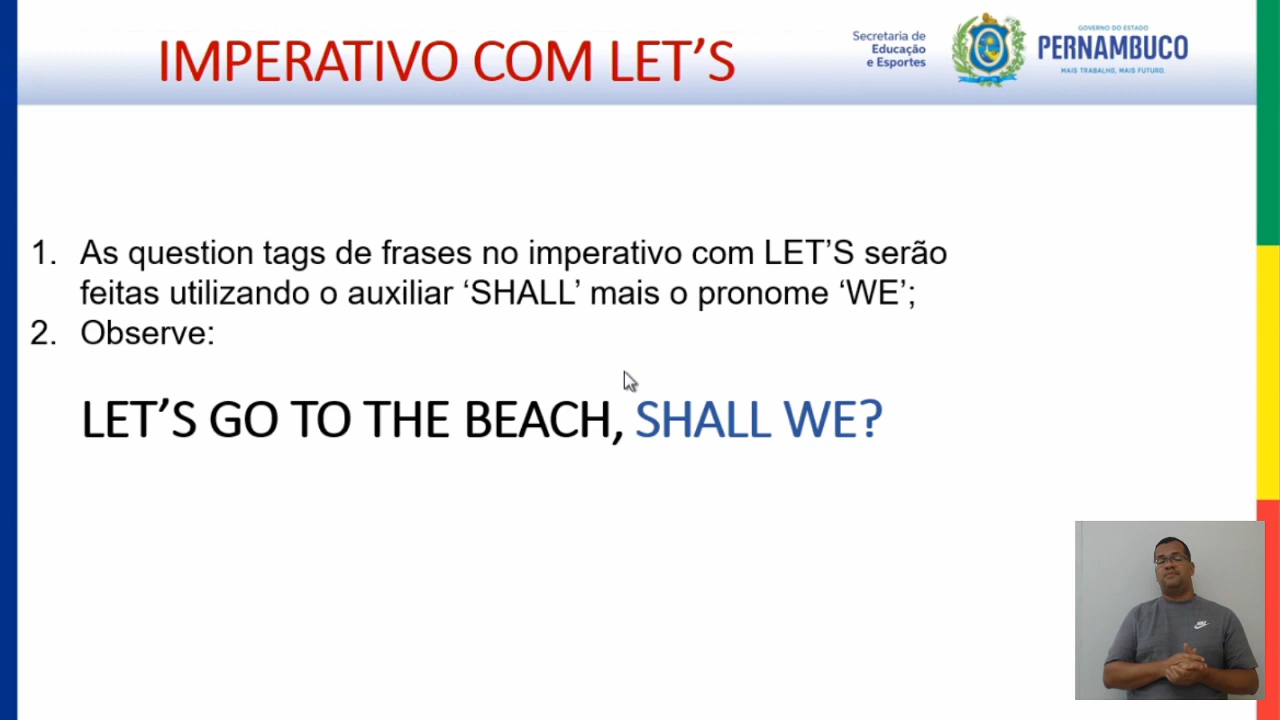 IMPERATIVO COM LET’S
Secretaria de
Educação
e Esportes
GOVERNO DO ESTADO
PERNAMBUCO
MAIS TRABALHO, MAIS FUTURO.
1. As question tags de frases no imperativo com LET’S serão
feitas utilizando o auxiliar ‘SHALL’ mais o pronome ‘WE’;
2. Observe:
LET’S GO TO THE BEACH, SHALL WE?